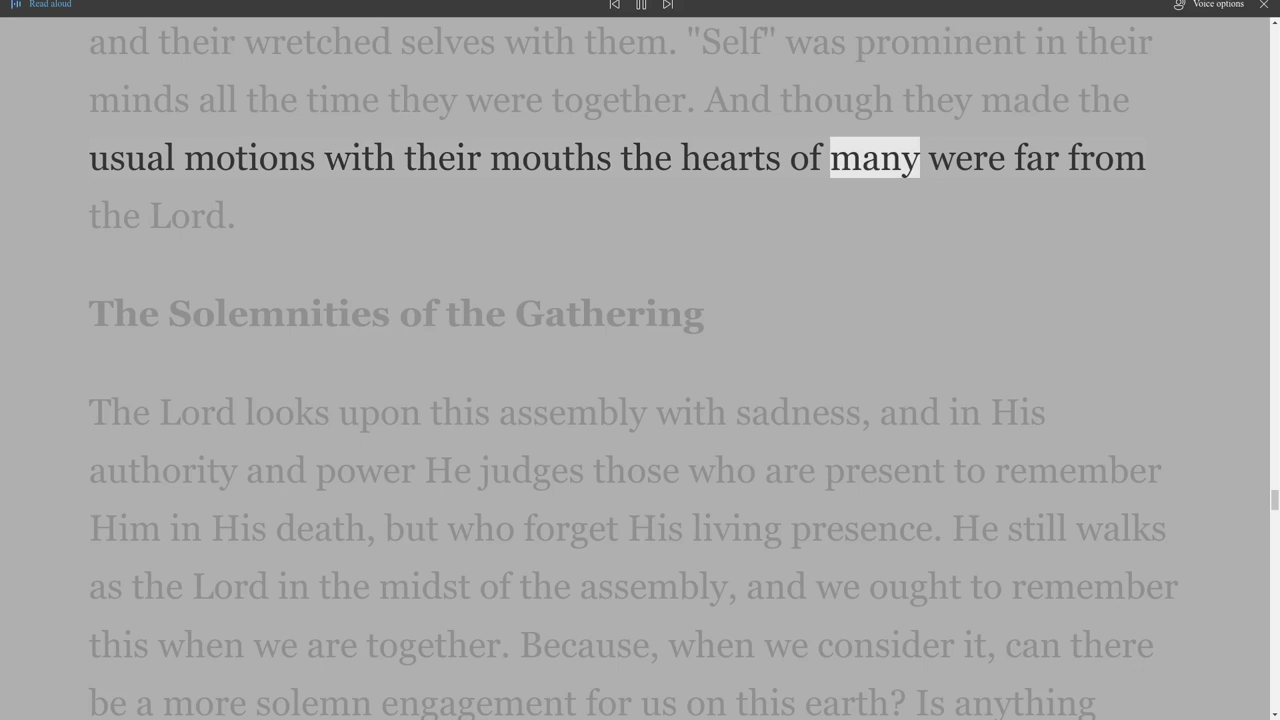 Read aloud
Voice options
and their wretched selves with them. "Self" was prominent in their
minds all the time they were together. And though they made the
usual motions with their mouths the hearts of many were far from
the Lord.
The Solemnities of the Gathering
The Lord looks upon this assembly with sadness, and in His
authority and power He judges those who are present to remember
Him in His death, but who forget His living presence. He still walks
as the Lord in the midst of the assembly, and we ought to remember
this when we are together. Because, when we consider it, can there
be a more solemn engagement for us on this earth? Is anything